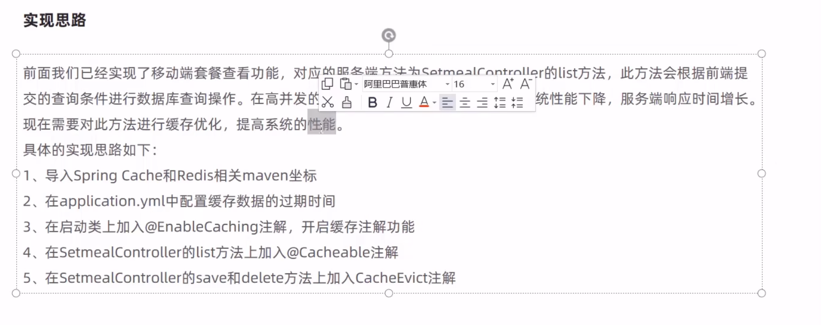 实现思路
前面我们已经实现了移动端套餐查看功能，对应的服务端方法为SetmealController的list方法，此方法会根据前端提
阿里巴巴普惠体 16 A+ A-
交的查询条件进行数据库查询操作。在高并发的 统性能下降，服务端响应时间增长。
B I U A
现在需要对此方法进行缓存优化，提高系统的性能。
具体的实现思路如下：
1、导入Spring Cache和Redis相关maven坐标
2、在application.yml中配置缓存数据的过期时间
3、在启动类上加入@EnableCaching注解，开启缓存注解功能
4、在SetmealController的list方法上加入@Cacheable注解
5、在SetmealController的save和delete方法上加入CacheEvict注解